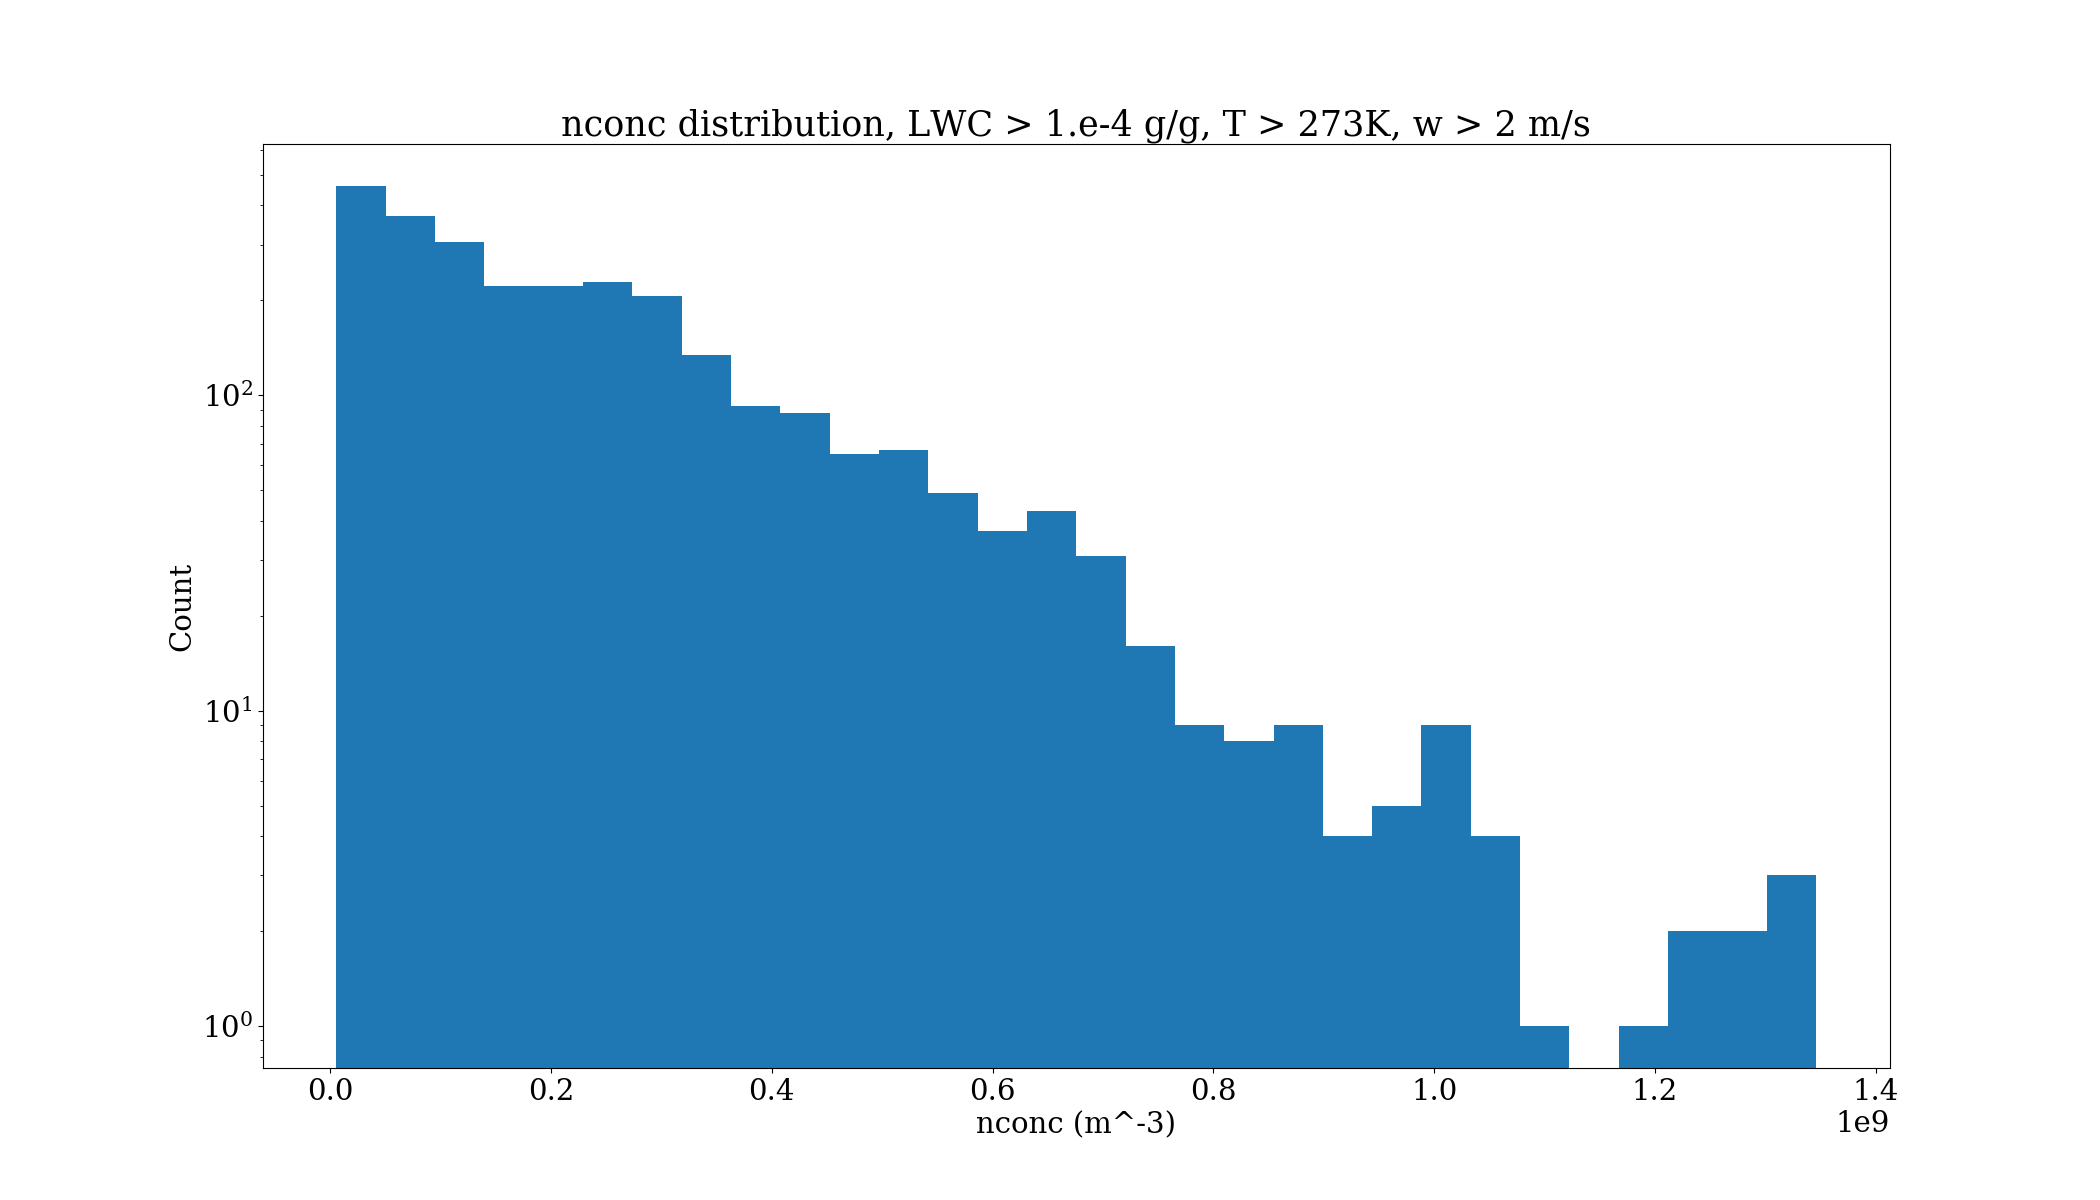 nconc distribution, LWC > 1.e-4 g/g, T > 273K, w > 2 m/s
Count
10^2
10^1
10^0
0.0 0.2 0.4 0.6 0.8 1.0 1.2 1.4
nconc (m^-3)
1e9